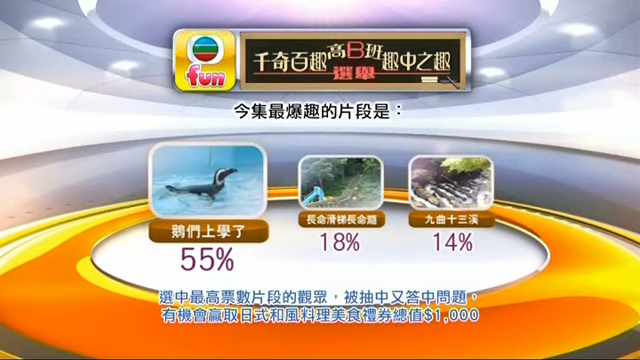 fun
千奇百趣高B班趣中之趣
選舉
今集最爆趣的片段是：
鵝們上學了
55%
長命滑梯長命題
18%
九曲十三溪
14%
選中最高票數片段的觀眾，被抽中又答中問題，
有機會贏取日式和風料理美食禮券總值$1,000